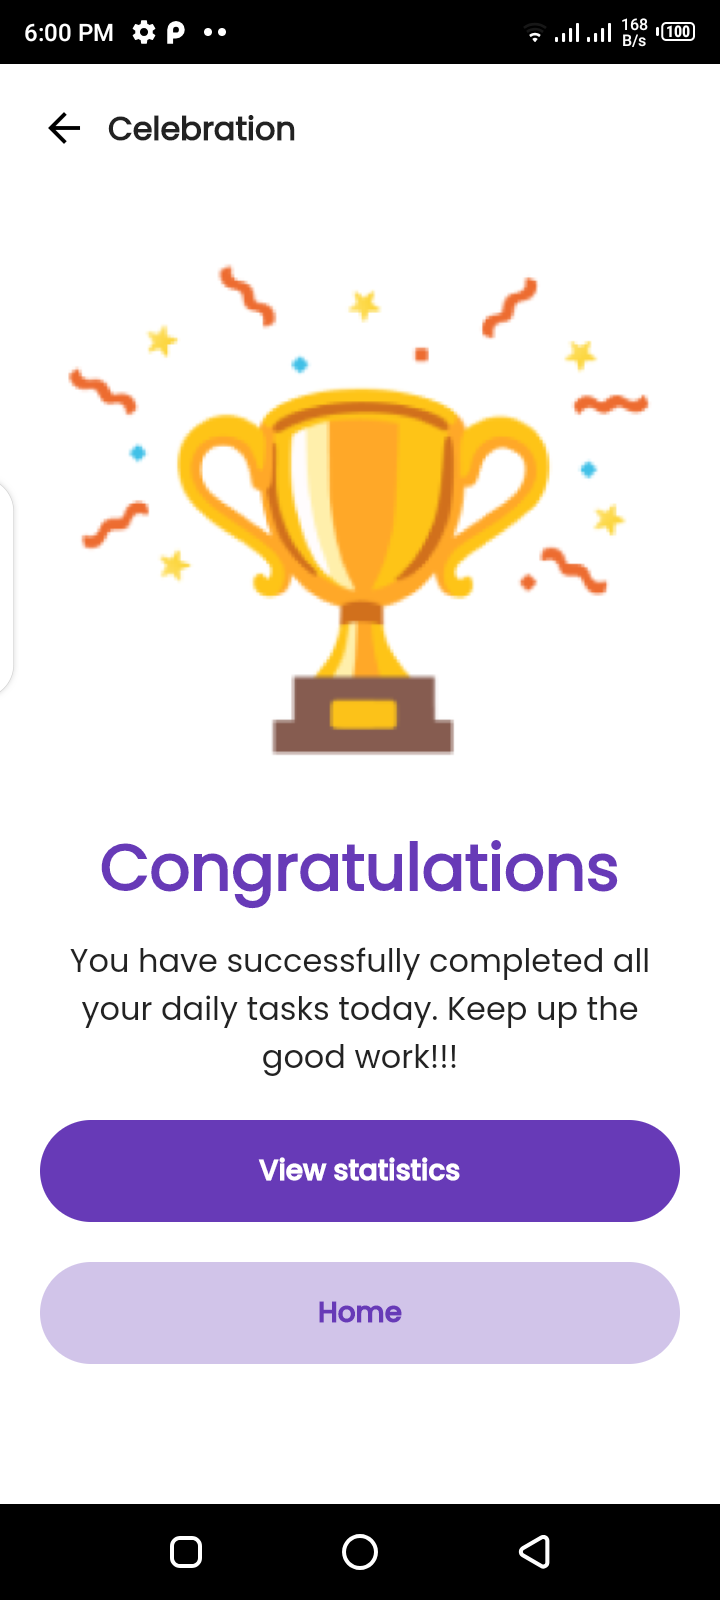 6:00 PM
168
B/s
100
Celebration
Congratulations
You have successfully completed all
your daily tasks today. Keep up the
good work!!!
View statistics
Home